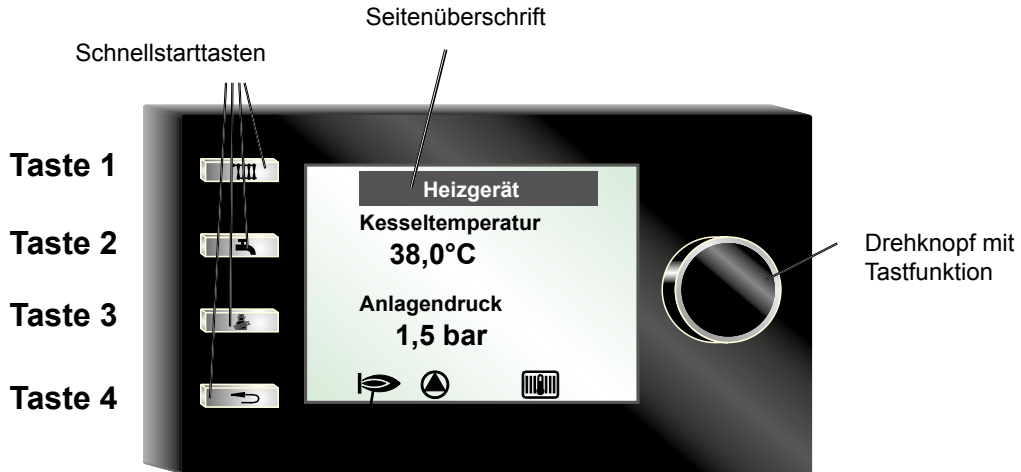 Seitenüberschrift
Schnellstarttasten
Taste 1
Taste 2
Taste 3
Taste 4
Heizgerät
Kesseltemperatur
38,0°C
Anlagendruck
1,5 bar
Drehknopf mit
Tastfunktion